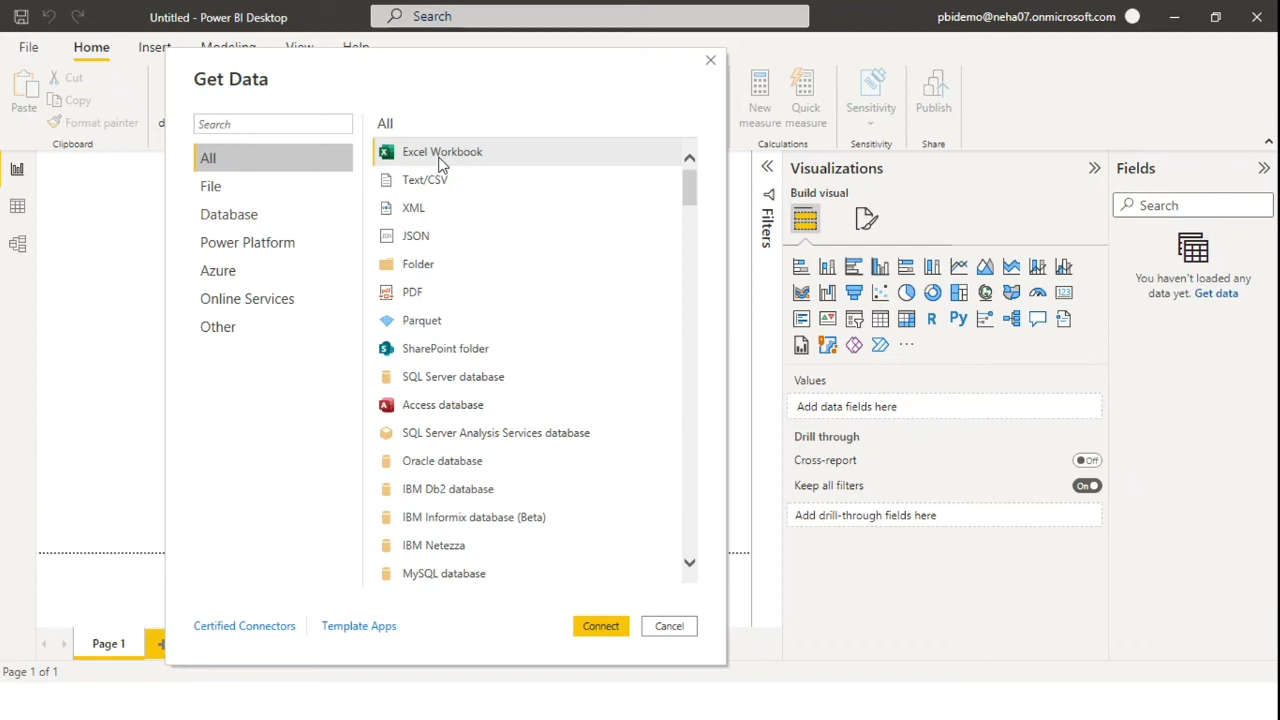 Untitled - Power BI Desktop
Search
pbidemo@neha07.onmicrosoft.com
File
Home
Insert
Modeling
View
Help
Paste
Cut
Copy
Format painter
Clipboard
d
New
measure
Quick
measure
Calculations
Sensitivity
Sensitivity
Publish
Share
Get Data
Search
All
File
Database
Power Platform
Azure
Online Services
Other
All
Excel Workbook
Text/CSV
XML
JSON
Folder
PDF
Parquet
SharePoint folder
SQL Server database
Access database
SQL Server Analysis Services database
Oracle database
IBM Db2 database
IBM Informix database (Beta)
IBM Netezza
MySQL database
Certified Connectors
Template Apps
Connect
Cancel
Filters
Visualizations
Build visual
123
R
Py
Values
Add data fields here
Drill through
Cross-report
Off
Keep all filters
On
Add drill-through fields here
Fields
Search
You haven't loaded any
data yet. Get data
Page 1
Page 1 of 1